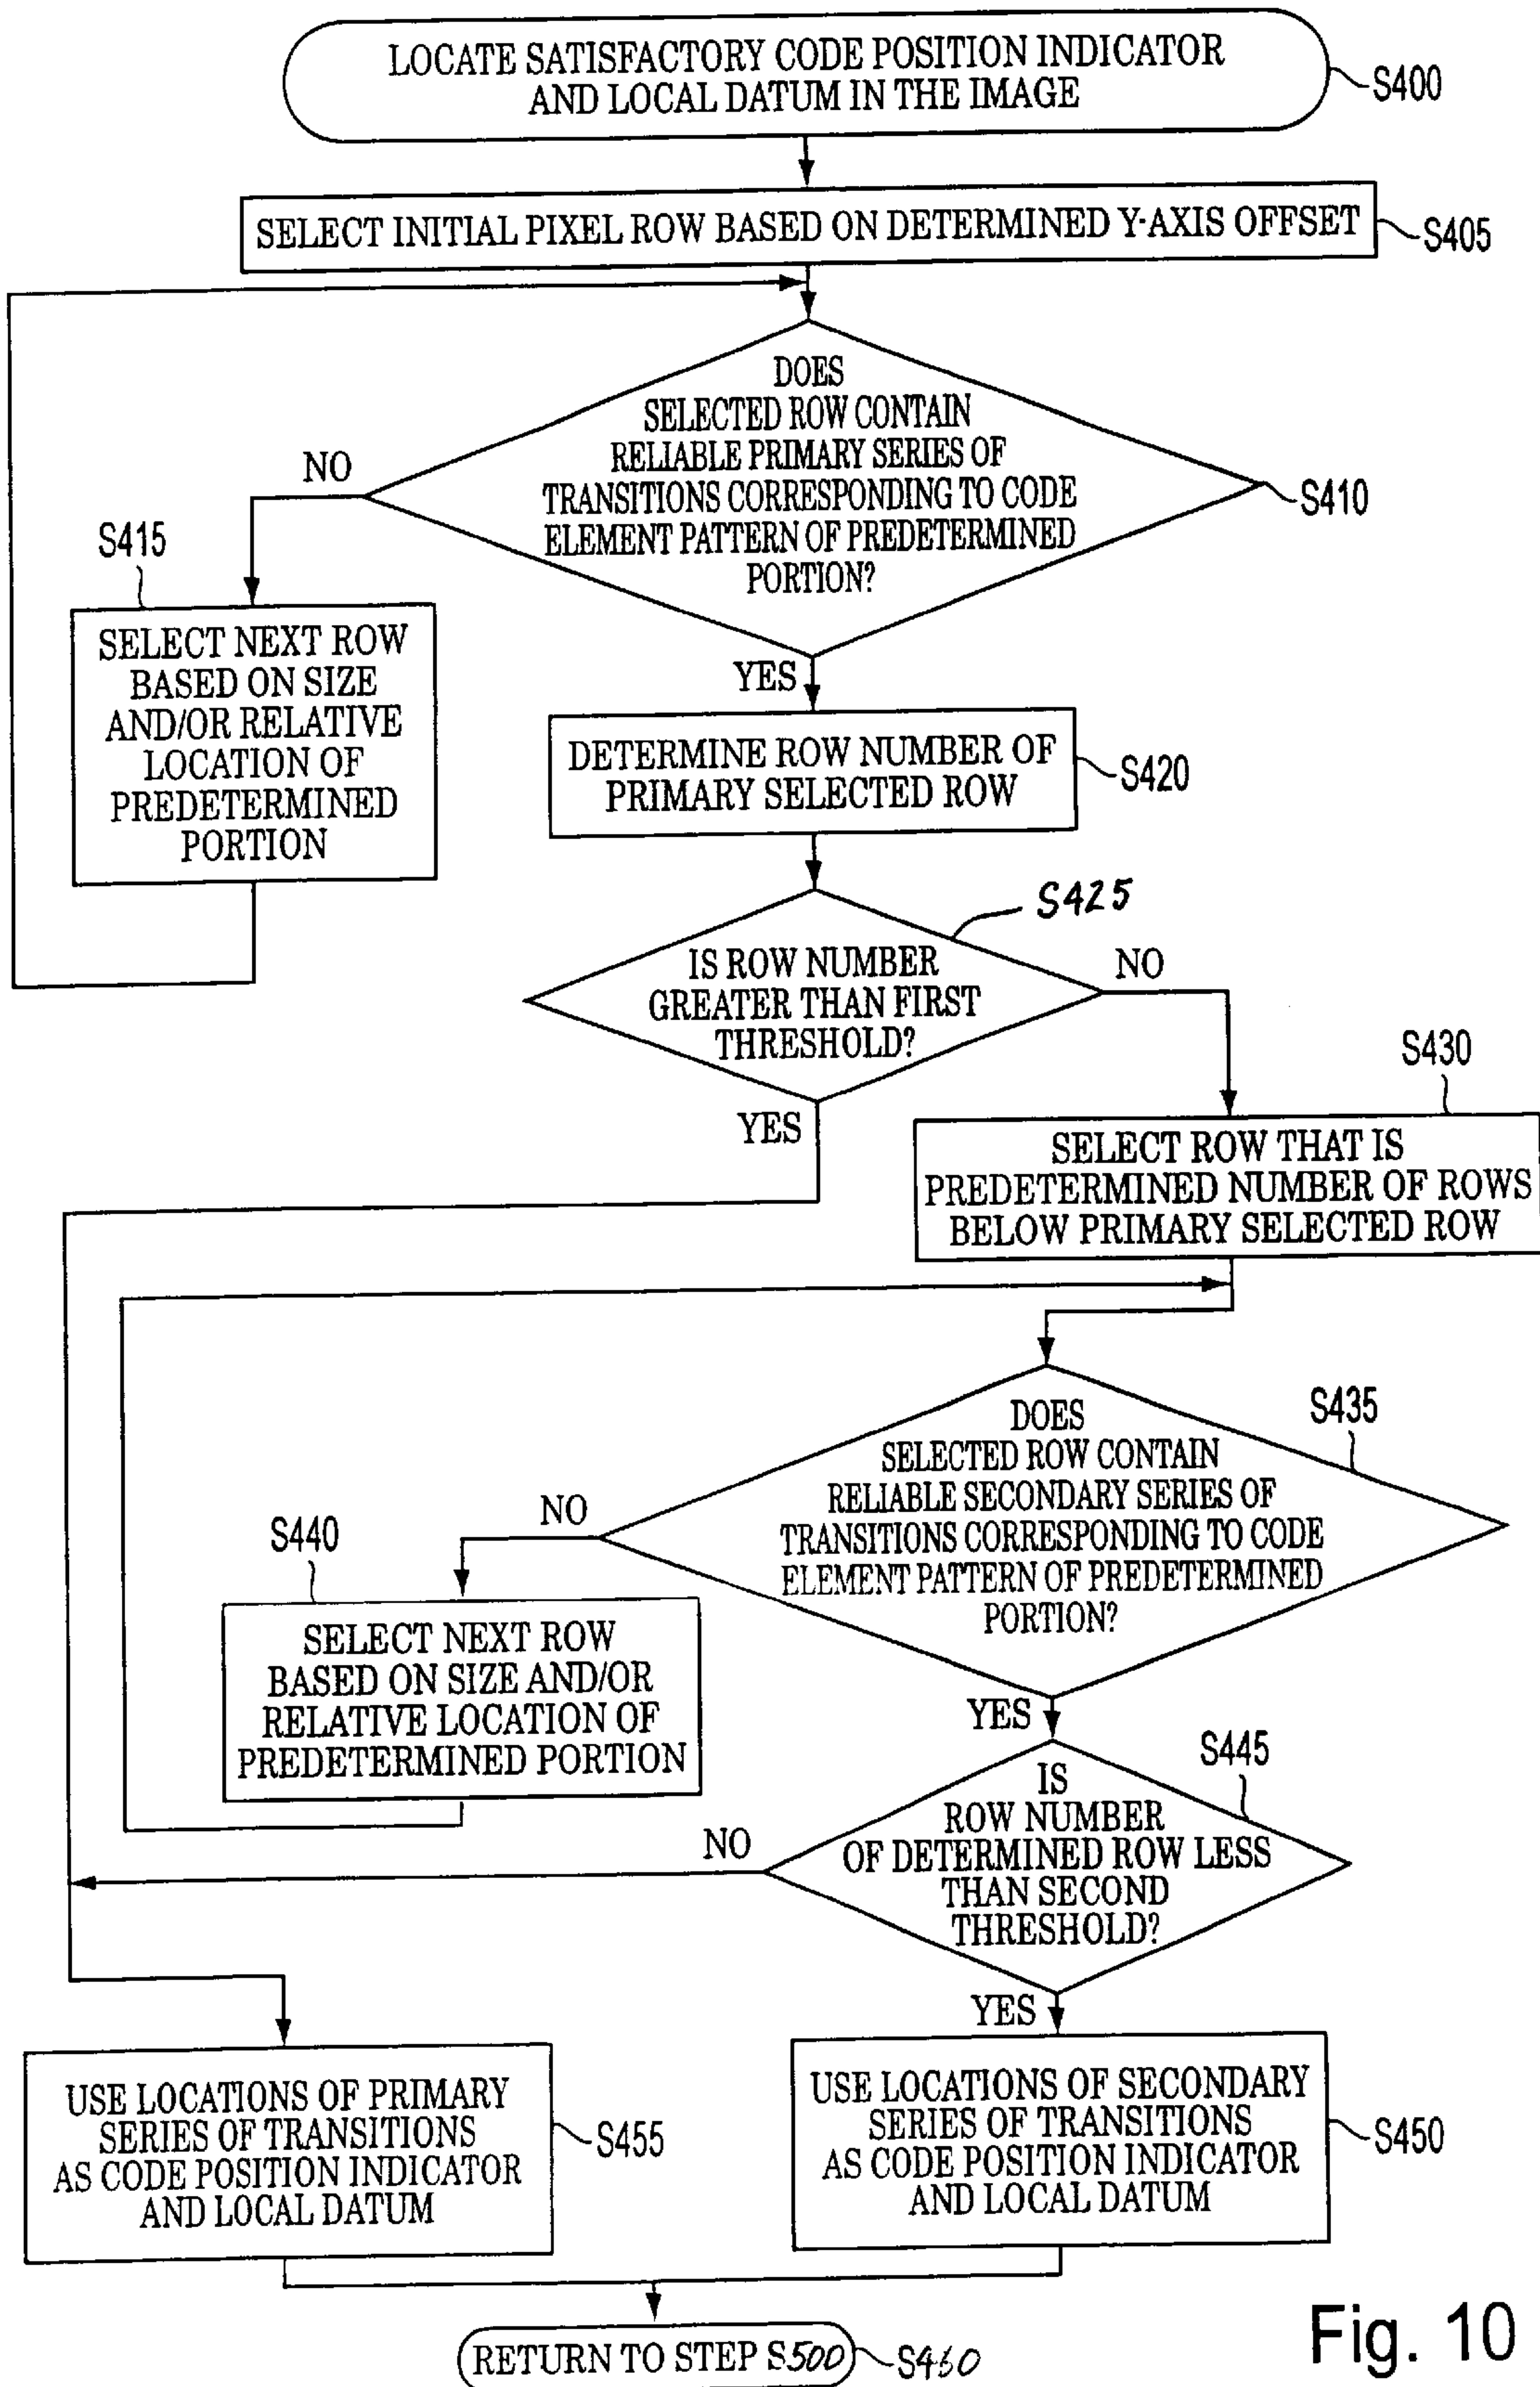 LOCATE SATISFACTORY CODE POSITION INDICATOR
AND LOCAL DATUM IN THE IMAGE
S400
SELECT INITIAL PIXEL ROW BASED ON DETERMINED Y-AXIS OFFSET
S405
DOES
SELECTED ROW CONTAIN
RELIABLE PRIMARY SERIES OF
TRANSITIONS CORRESPONDING TO CODE
ELEMENT PATTERN OF PREDETERMINED
PORTION?
S410
NO
S415
SELECT NEXT ROW
BASED ON SIZE
AND/OR RELATIVE
LOCATION OF
PREDETERMINED
PORTION
YES
DETERMINE ROW NUMBER OF
PRIMARY SELECTED ROW
S420
S425
IS ROW NUMBER
GREATER THAN FIRST
THRESHOLD?
NO
YES
S430
SELECT ROW THAT IS
PREDETERMINED NUMBER OF ROWS
BELOW PRIMARY SELECTED ROW
S435
DOES
SELECTED ROW CONTAIN
RELIABLE SECONDARY SERIES OF
TRANSITIONS CORRESPONDING TO CODE
ELEMENT PATTERN OF PREDETERMINED
PORTION?
NO
S440
SELECT NEXT ROW
BASED ON SIZE AND/OR
RELATIVE LOCATION OF
PREDETERMINED PORTION
YES
S445
IS
ROW NUMBER
OF DETERMINED ROW LESS
THAN SECOND
THRESHOLD?
NO
YES
USE LOCATIONS OF PRIMARY
SERIES OF TRANSITIONS
AS CODE POSITION INDICATOR
AND LOCAL DATUM
S455
USE LOCATIONS OF SECONDARY
SERIES OF TRANSITIONS
AS CODE POSITION INDICATOR
AND LOCAL DATUM
S450
RETURN TO STEP S500
S460
Fig. 10